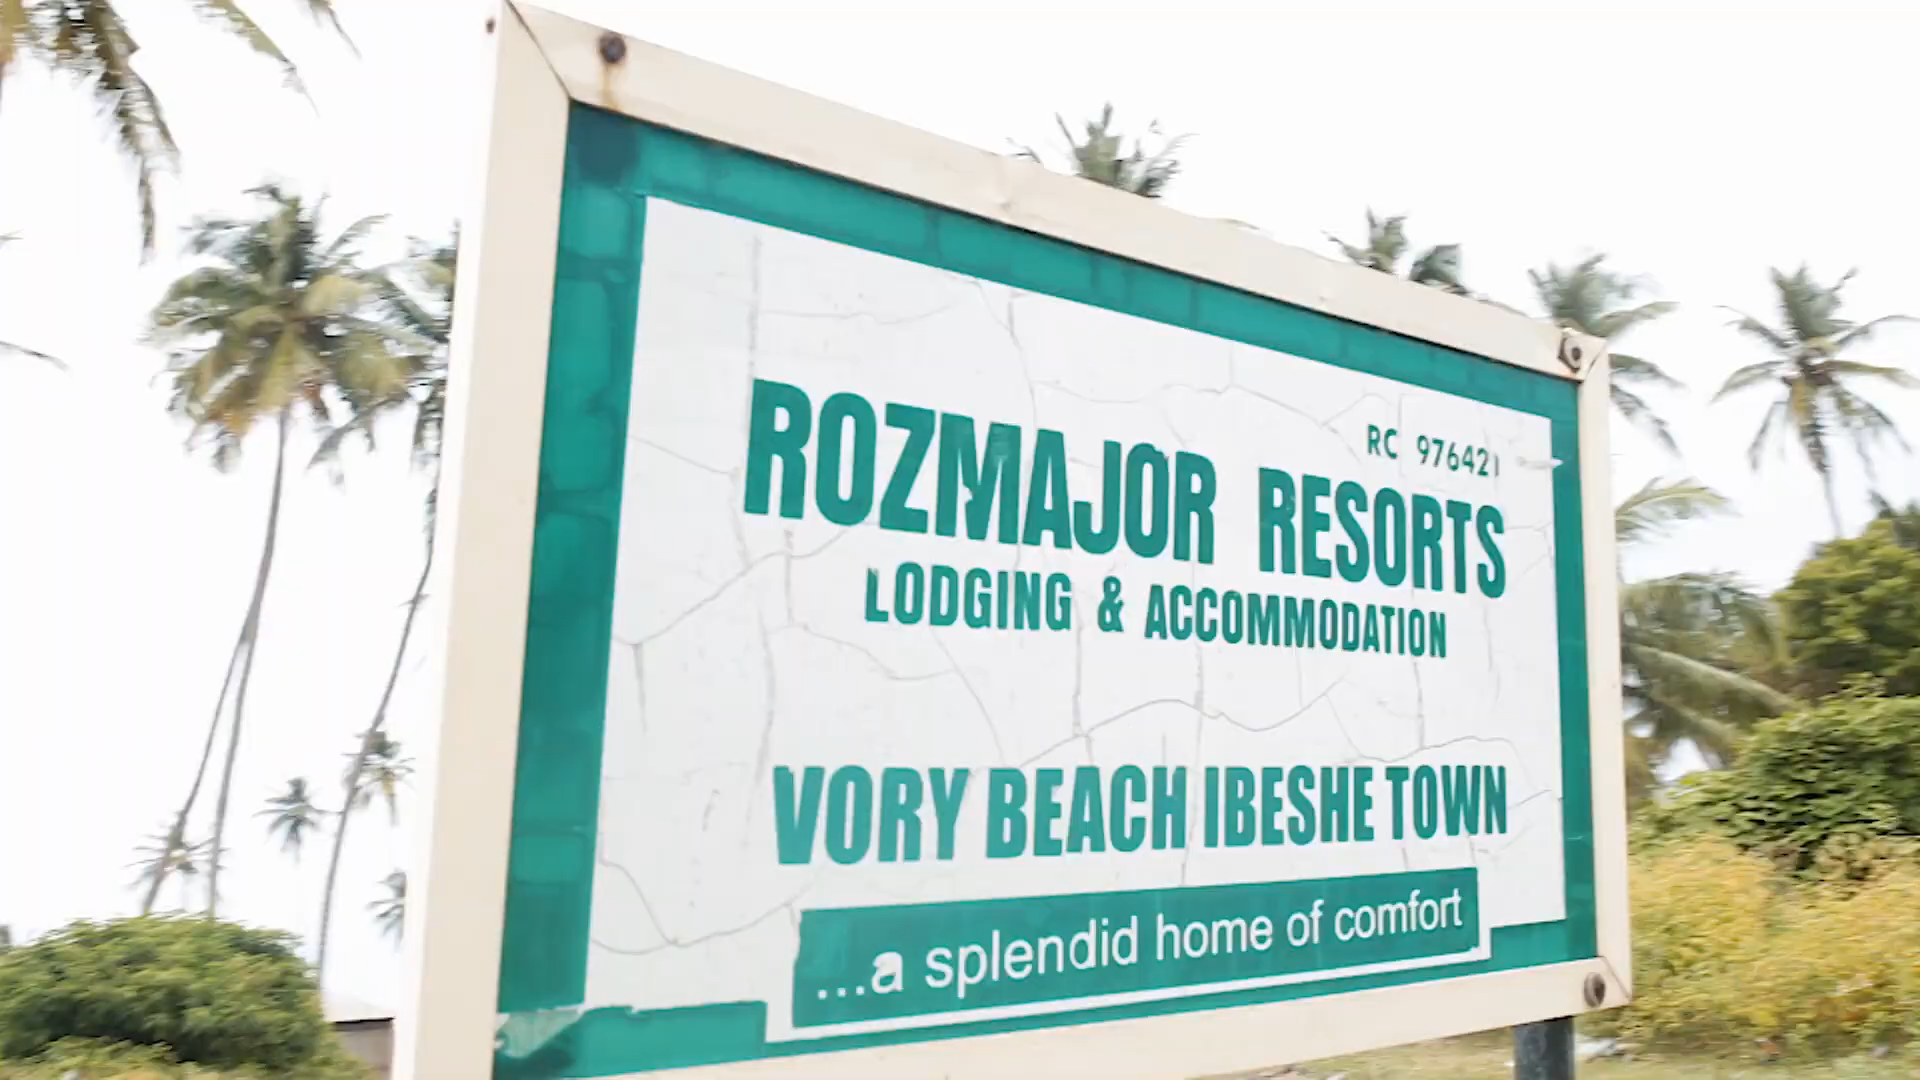 RC 976421
ROZMAJOR RESORTS
LODGING & ACCOMMODATION
VORY BEACH IBESHE TOWN
...a splendid home of comfort